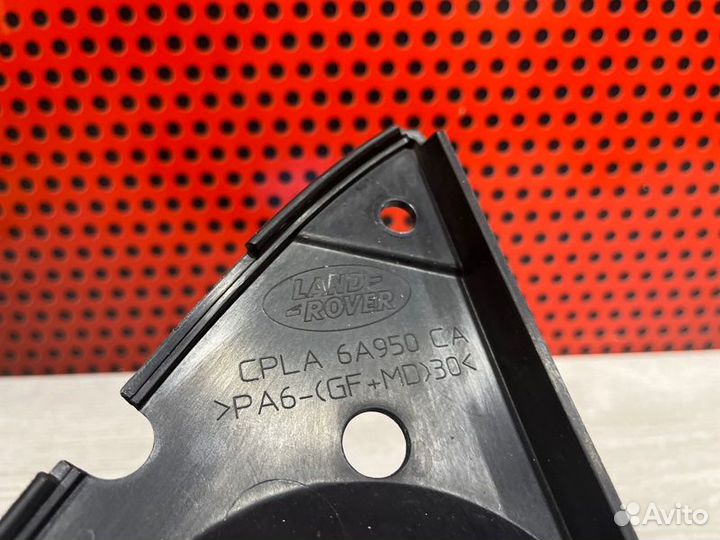 LAND-
-ROVER
CPLA 6A950 CA
>PA6-(GF+MD)30<
Avito